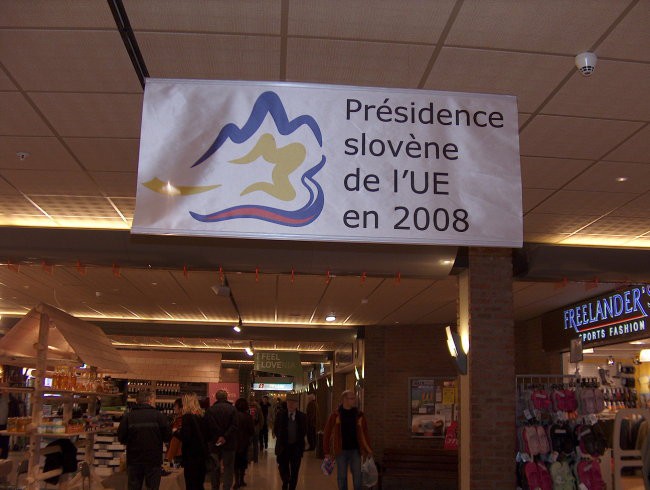 Présidence
slovène
de l'UE
en 2008
FREELANDER'S
SPORTS FASHION
FEEL
LOVE